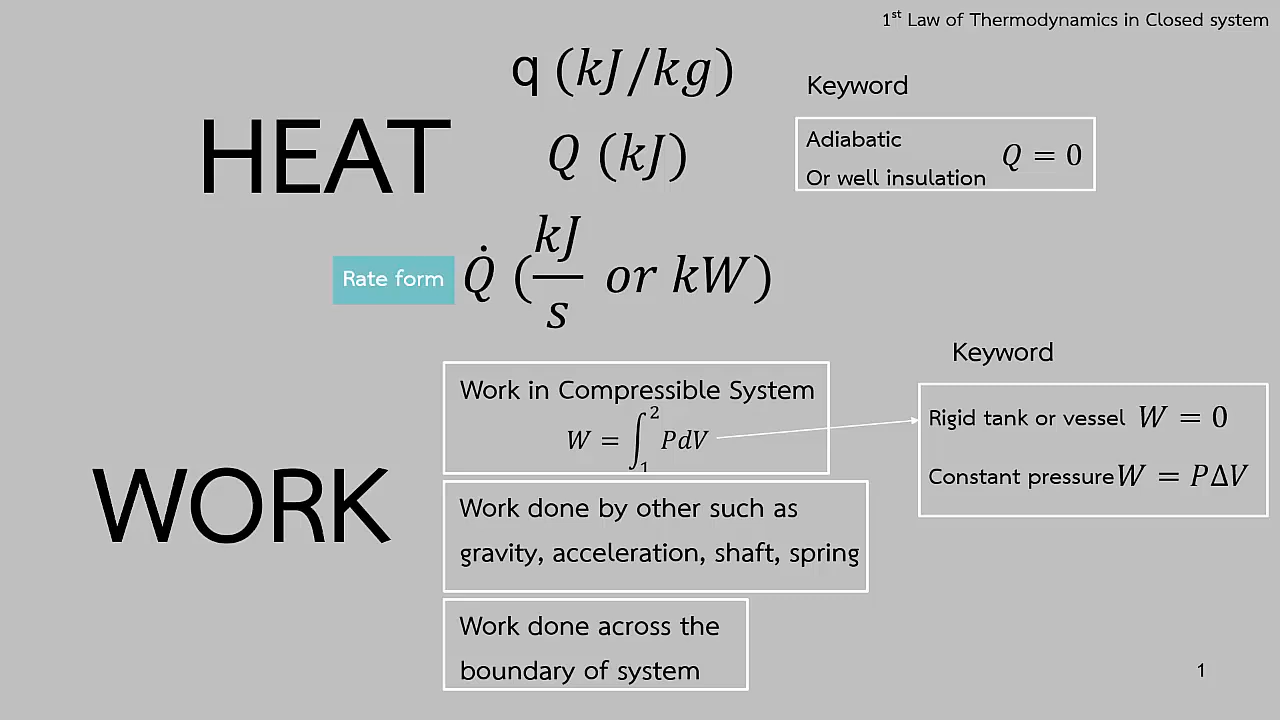 1st Law of Thermodynamics in Closed system
HEAT
q (kJ/kg)
Q (kJ)
Rate form
Q̇ (kJ/s or kW)
Keyword
Adiabatic
Or well insulation
Q = 0
WORK
Work in Compressible System
W = ∫₁² PdV
Work done by other such as
gravity, acceleration, shaft, spring
Work done across the
boundary of system
Keyword
Rigid tank or vessel W = 0
Constant pressure W = PΔV
1